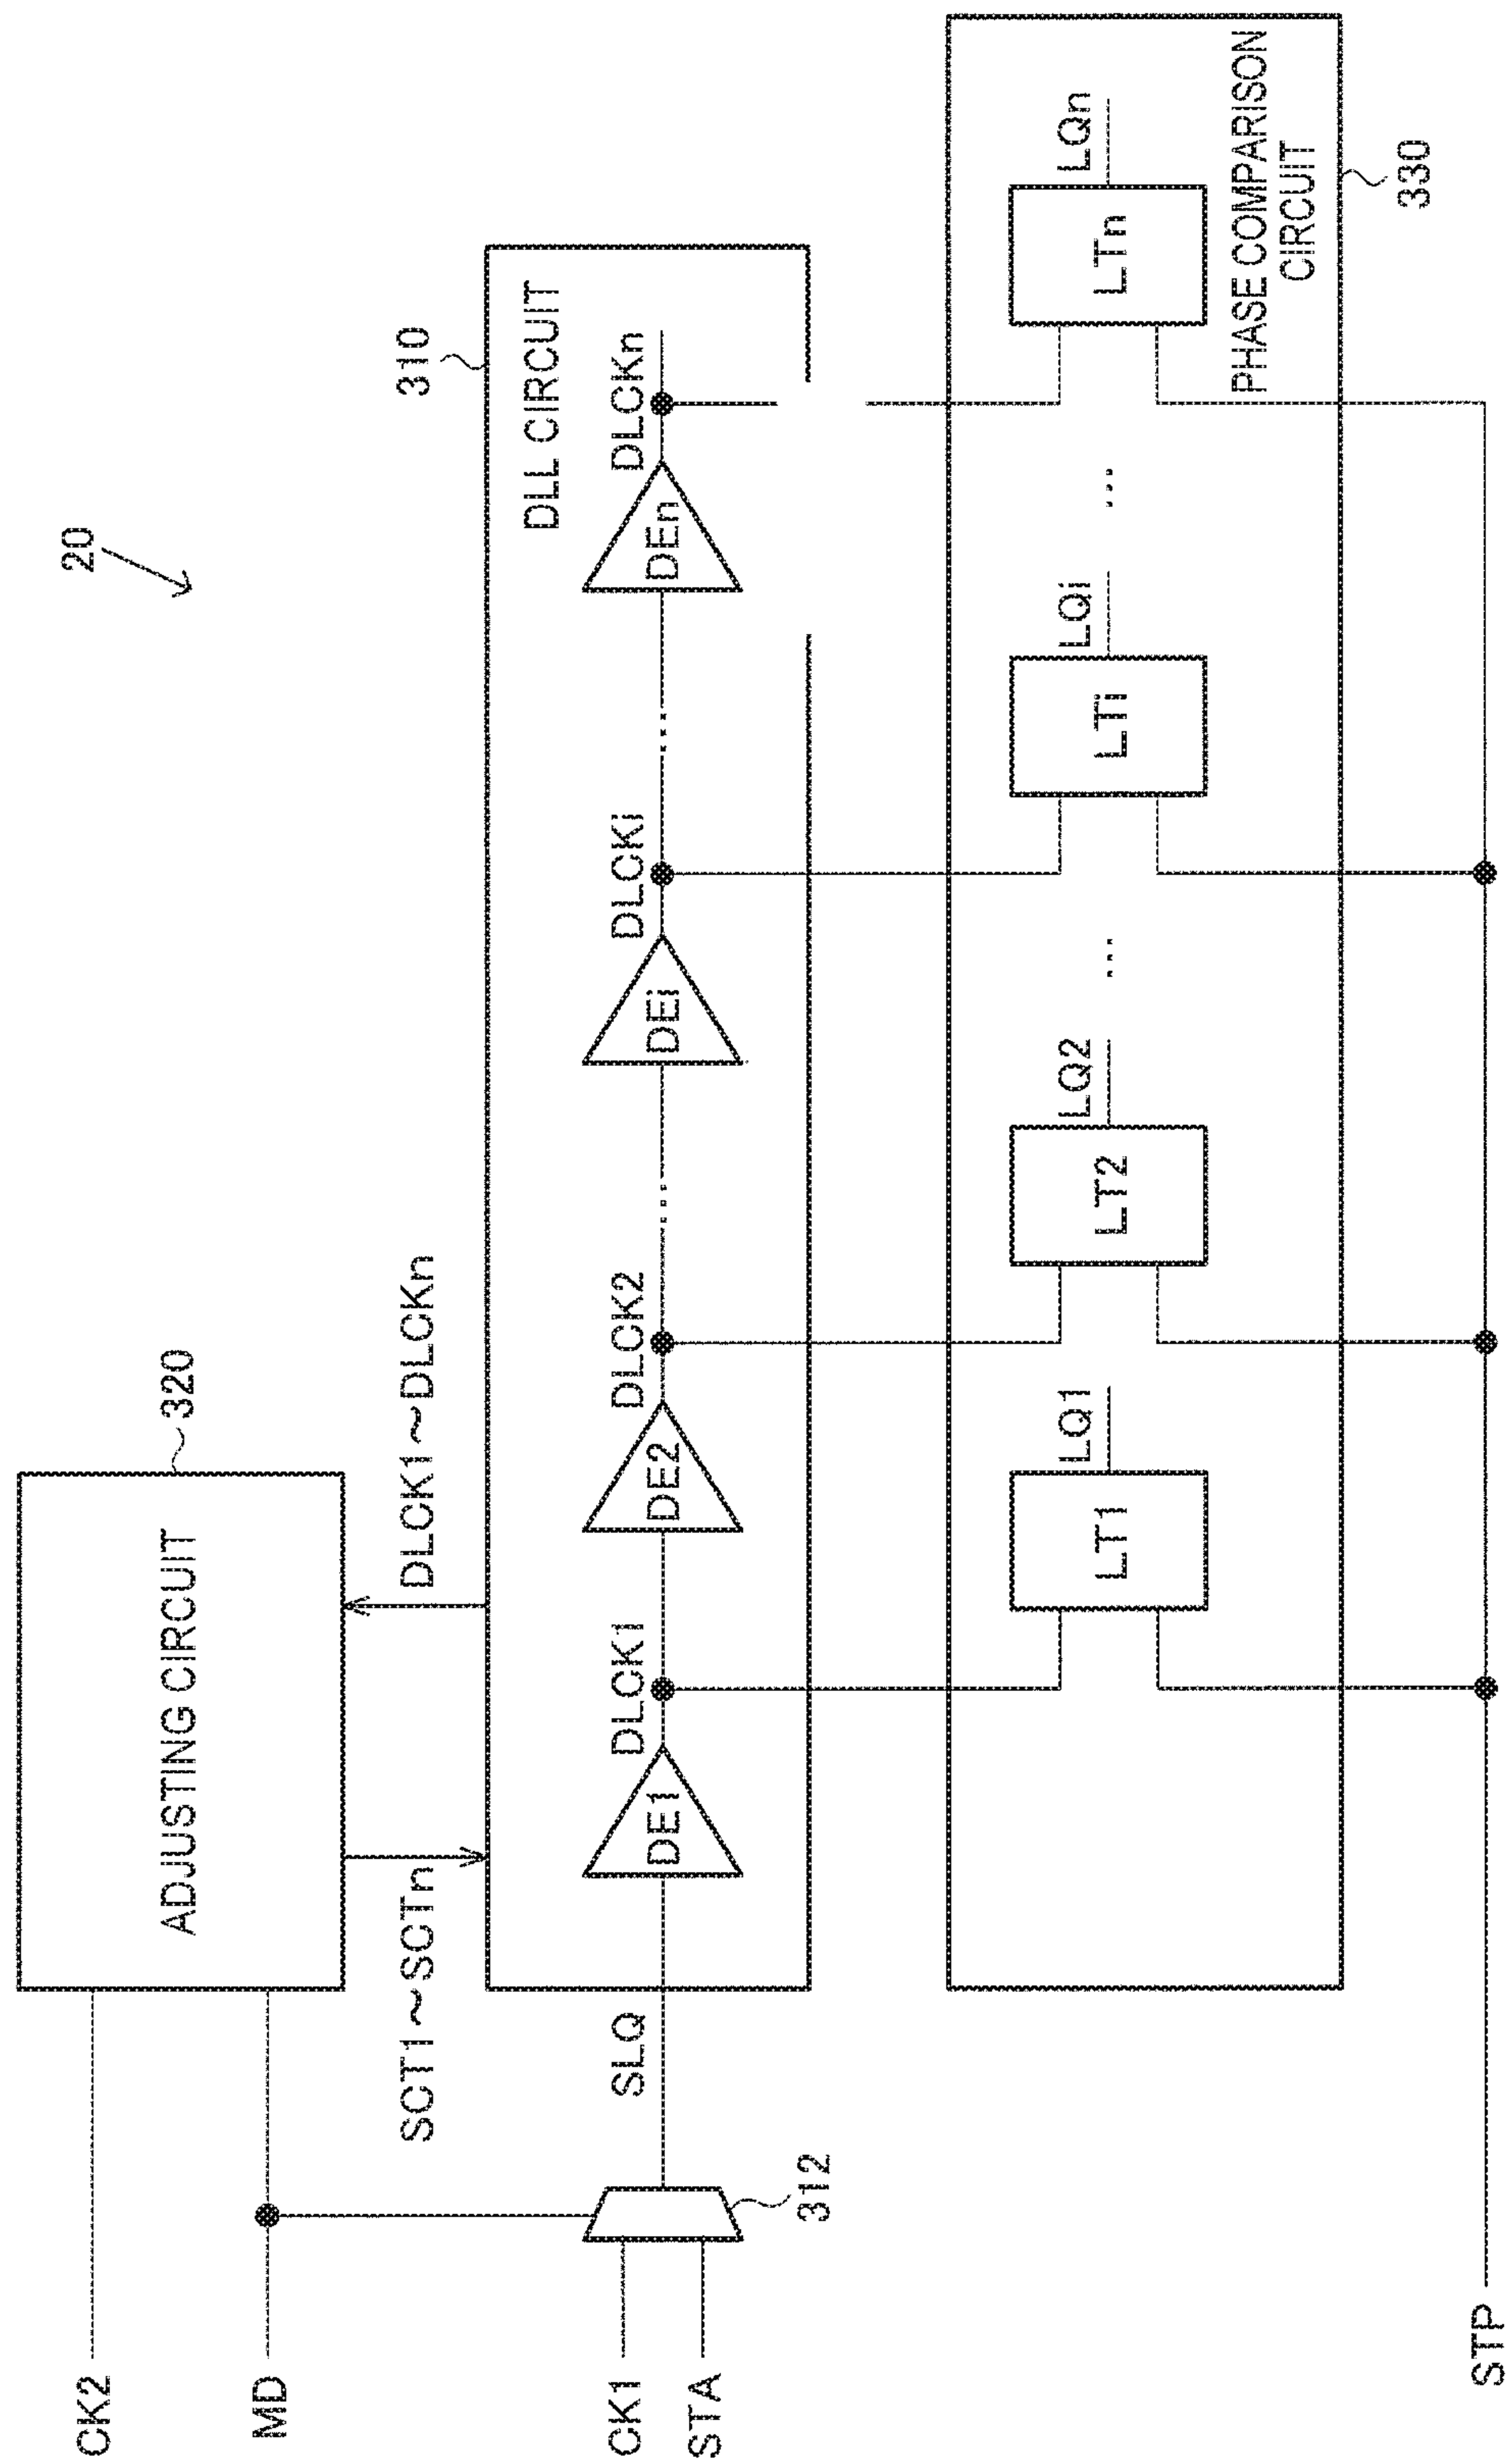 20
CK2
MD
ADJUSTING CIRCUIT
320
SCT1~SCTn
DLCK1~DLCKn
310
DLL CIRCUIT
CK1
STA
312
SLQ
DE1
DLCK1
DE2
DLCK2
...
DEi
DLCKi
...
DEn
DLCKn
LT1
LQ1
LT2
LQ2
...
LTi
LQi
...
LTn
LQn
PHASE COMPARISON
CIRCUIT
330
STP